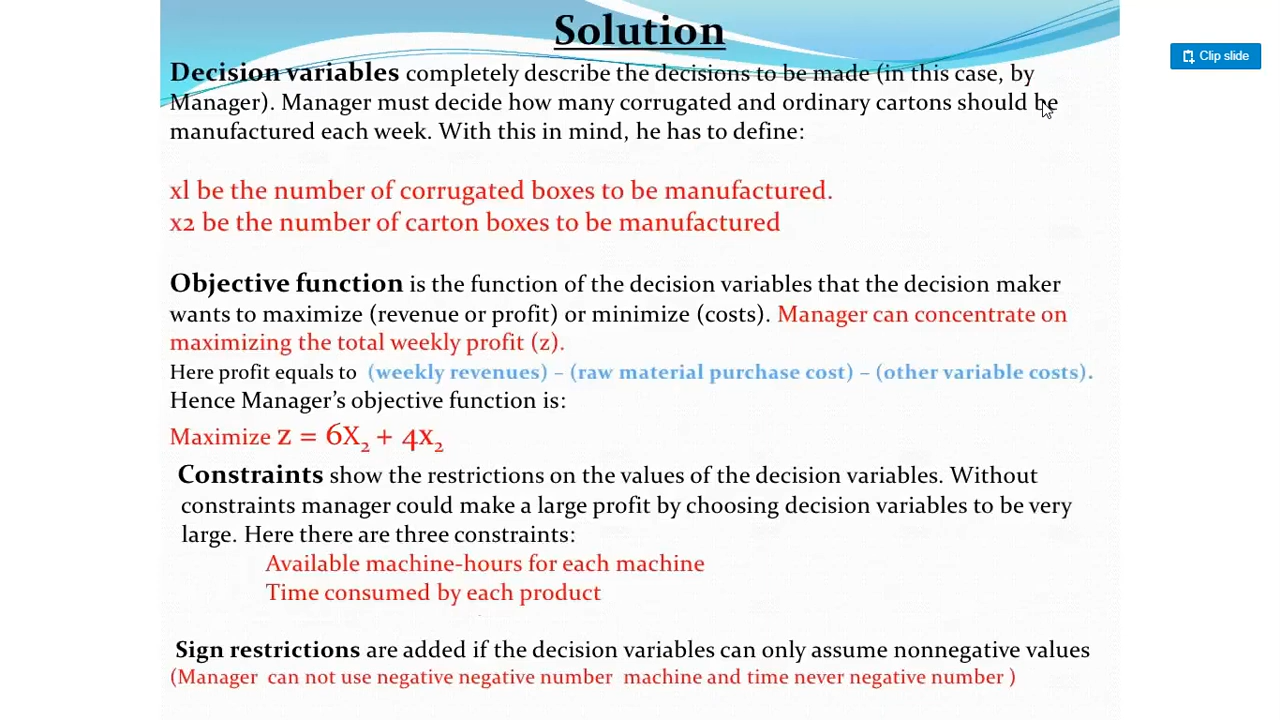 Solution
Clip slide
Decision variables completely describe the decisions to be made (in this case, by
Manager). Manager must decide how many corrugated and ordinary cartons should be
manufactured each week. With this in mind, he has to define:
xl be the number of corrugated boxes to be manufactured.
x2 be the number of carton boxes to be manufactured
Objective function is the function of the decision variables that the decision maker
wants to maximize (revenue or profit) or minimize (costs). Manager can concentrate on
maximizing the total weekly profit (z).
Here profit equals to (weekly revenues) – (raw material purchase cost) – (other variable costs).
Hence Manager’s objective function is:
Maximize z = 6X₂ + 4x₂
Constraints show the restrictions on the values of the decision variables. Without
constraints manager could make a large profit by choosing decision variables to be very
large. Here there are three constraints:
Available machine-hours for each machine
Time consumed by each product
Sign restrictions are added if the decision variables can only assume nonnegative values
(Manager can not use negative negative number machine and time never negative number )